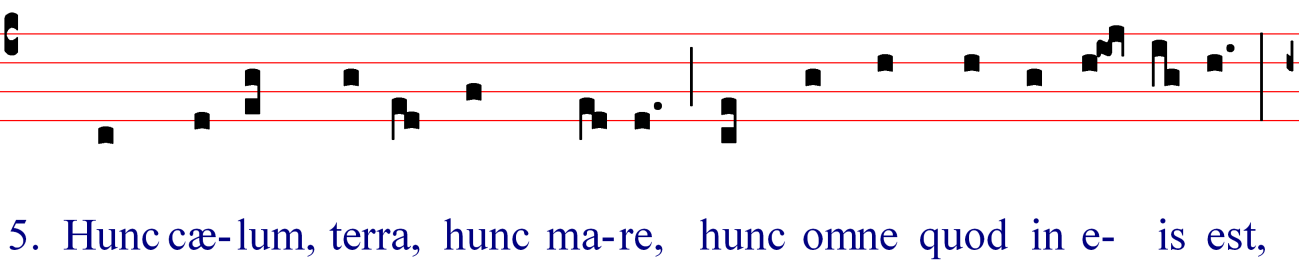 5. Hunc cæ-lum, terra, hunc ma-re, hunc omne quod in e- is est,